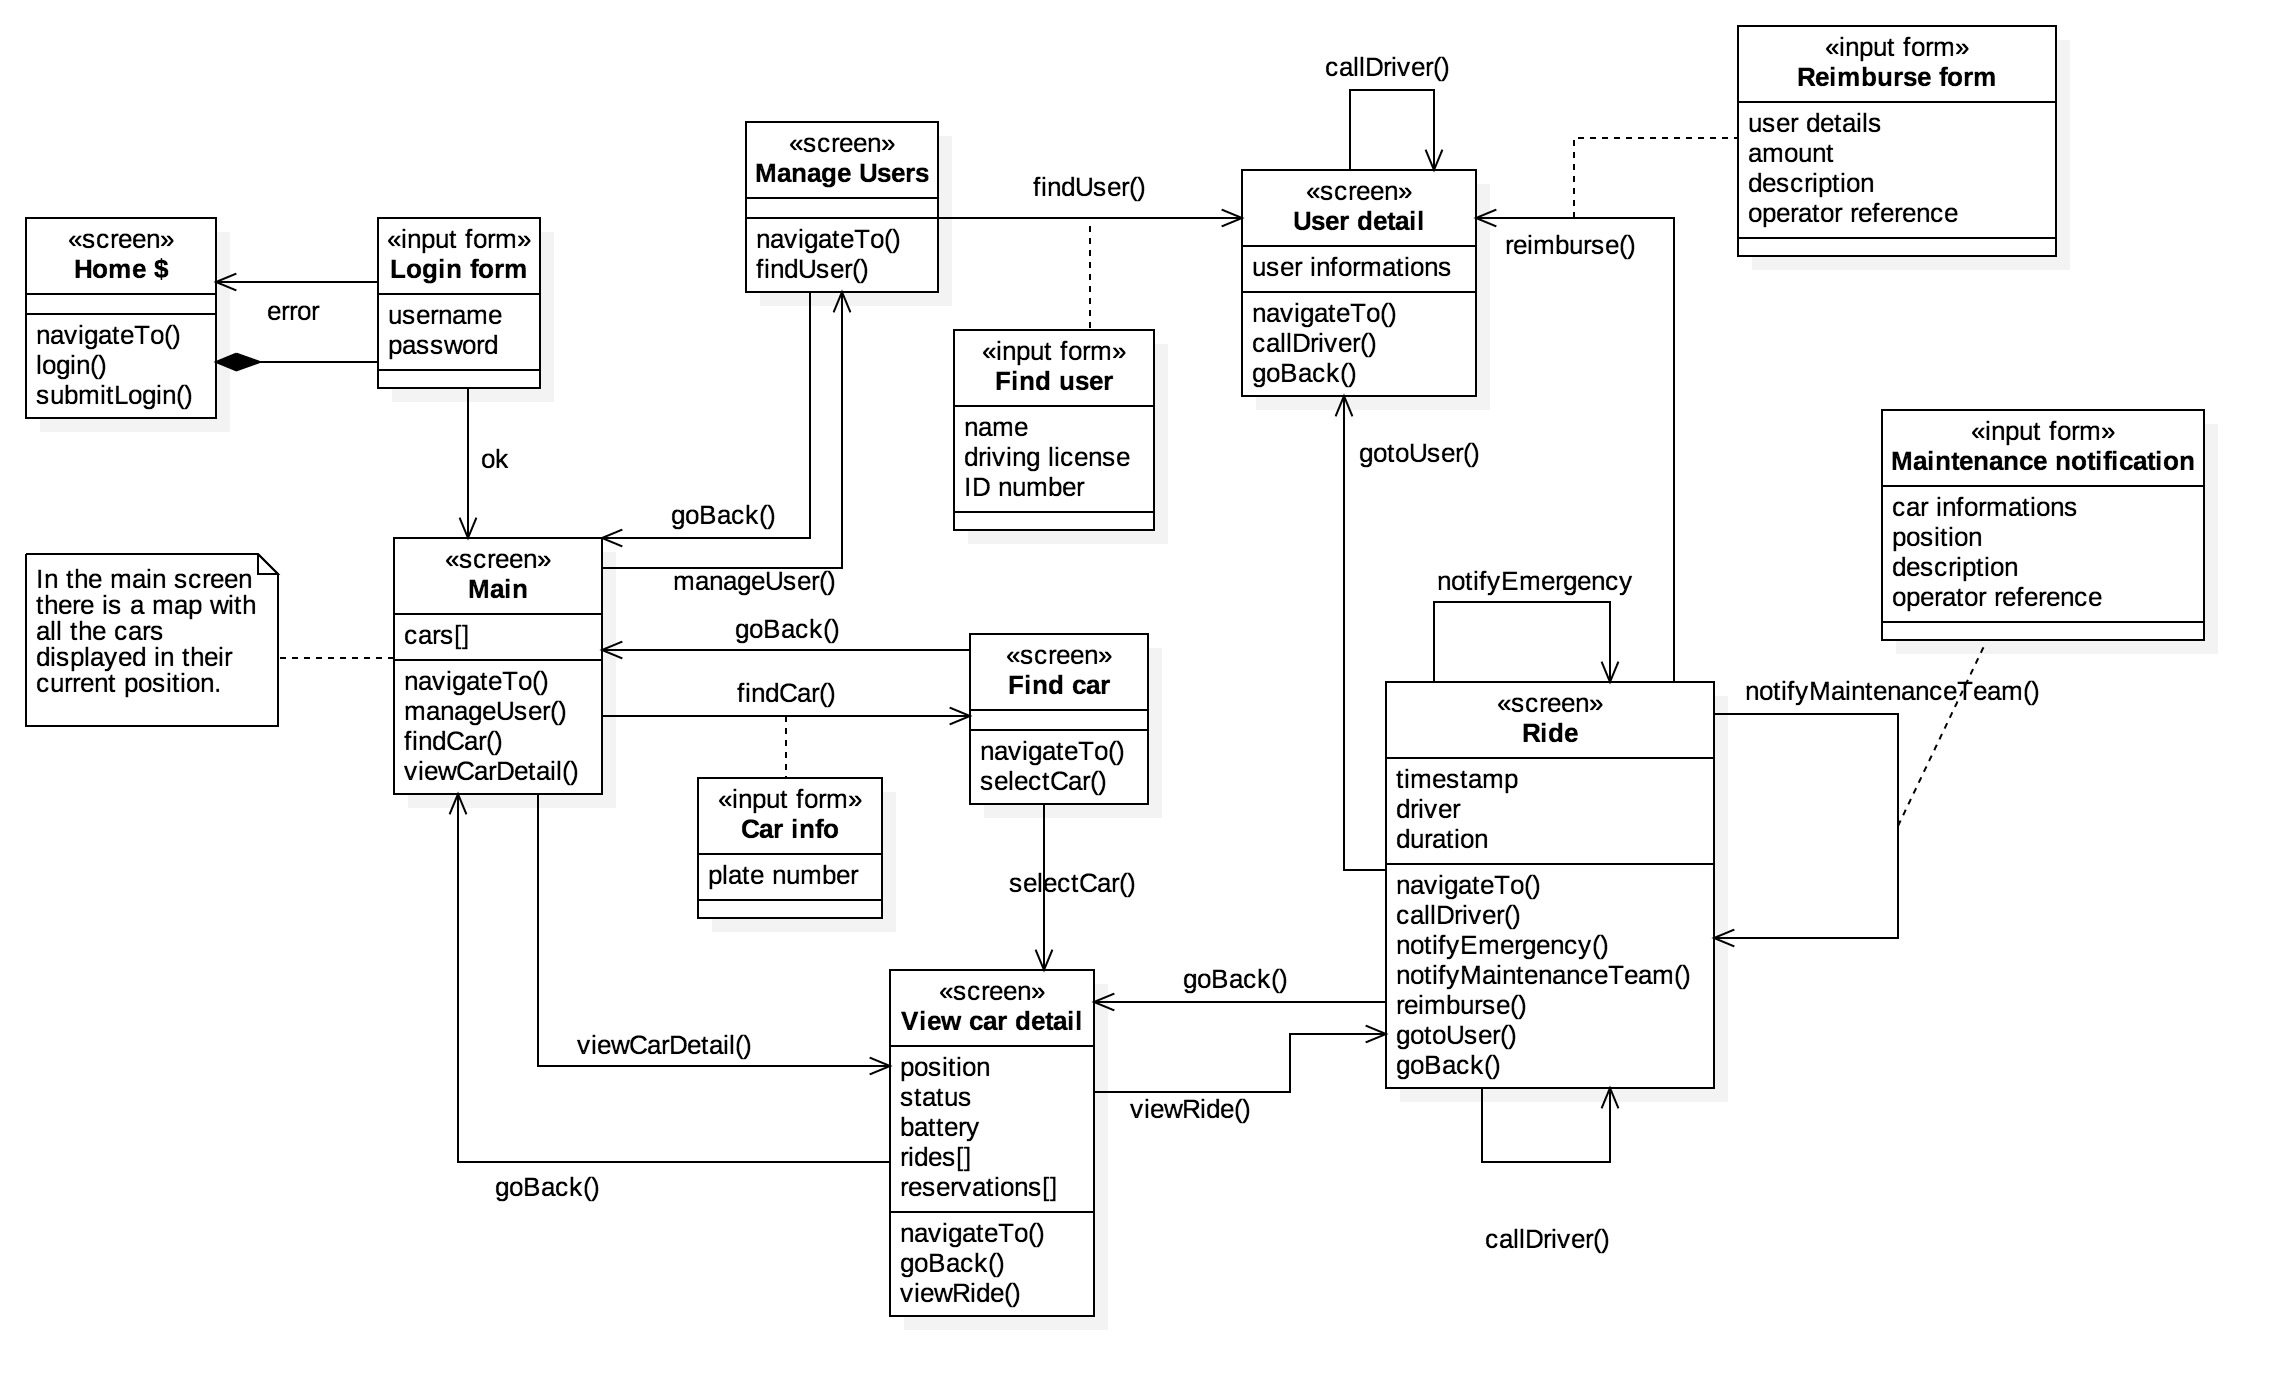 «screen»
Home $
navigateTo()
login()
submitLogin()
error
«input form»
Login form
username
password
ok
In the main screen
there is a map with
all the cars
displayed in their
current position.
«screen»
Main
cars[]
navigateTo()
manageUser()
findCar()
viewCarDetail()
«screen»
Manage Users
navigateTo()
findUser()
goBack()
manageUser()
goBack()
findCar()
«input form»
Car info
plate number
findUser()
«input form»
Find user
name
driving license
ID number
«screen»
Find car
navigateTo()
selectCar()
selectCar()
viewCarDetail()
goBack()
«screen»
View car detail
position
status
battery
rides[]
reservations[]
navigateTo()
goBack()
viewRide()
goBack()
viewRide()
callDriver()
«screen»
User detail
user informations
navigateTo()
callDriver()
goBack()
gotoUser()
reimburse()
«input form»
Reimburse form
user details
amount
description
operator reference
«input form»
Maintenance notification
car informations
position
description
operator reference
notifyEmergency
notifyMaintenanceTeam()
«screen»
Ride
timestamp
driver
duration
navigateTo()
callDriver()
notifyEmergency()
notifyMaintenanceTeam()
reimburse()
gotoUser()
goBack()
callDriver()